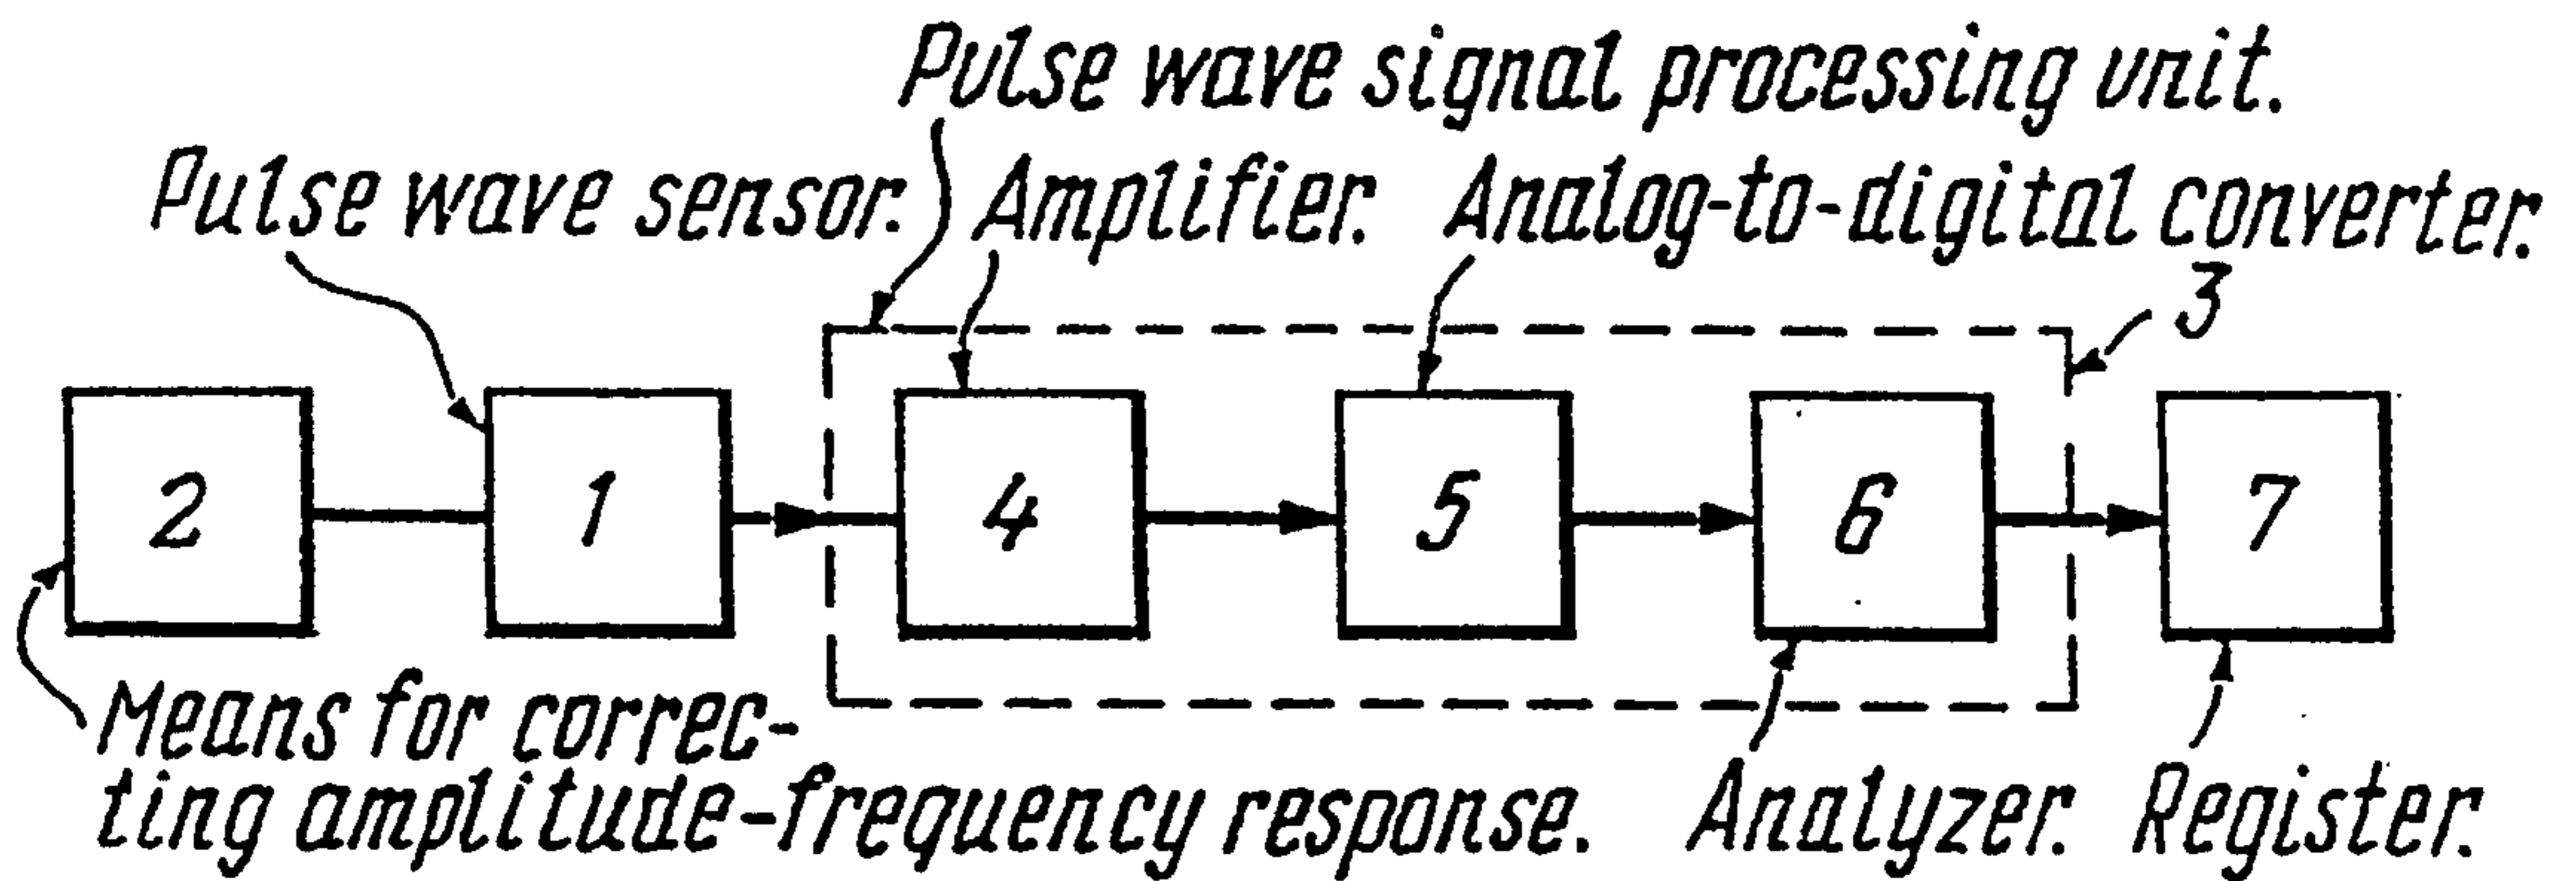 Pulse wave signal processing unit.
Pulse wave sensor.
Amplifier.
Analog-to-digital converter.
3
2
1
4
5
6
7
Means for correc-
ting amplitude-frequency response.
Analyzer.
Register.